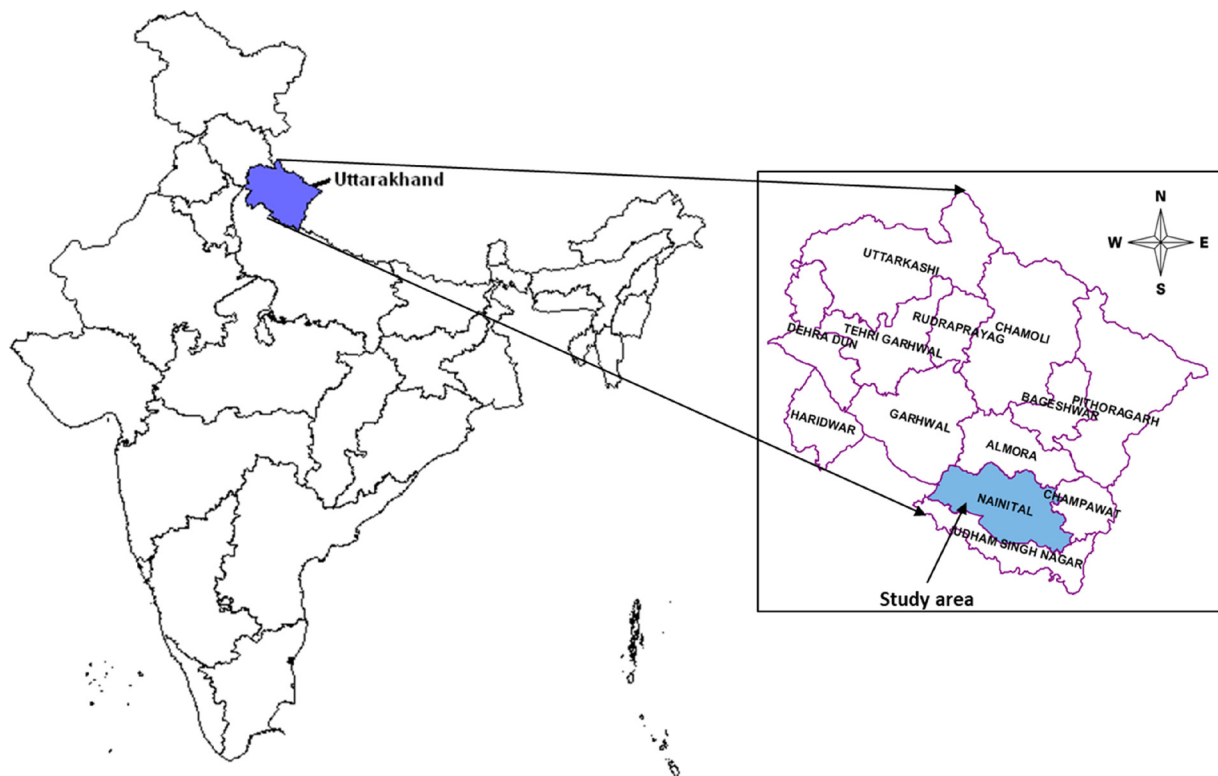 Uttarakhand
N
W E
S
UTTARKASHI
RUDRAPRAYAG
CHAMOLI
DEHRA DUN
TEHRI GARHWAL
BAGESHWAR
PITHORAGARH
HARIDWAR
GARHWAL
ALMORA
NAINITAL
CHAMPAWAT
UDHAM SINGH NAGAR
Study area